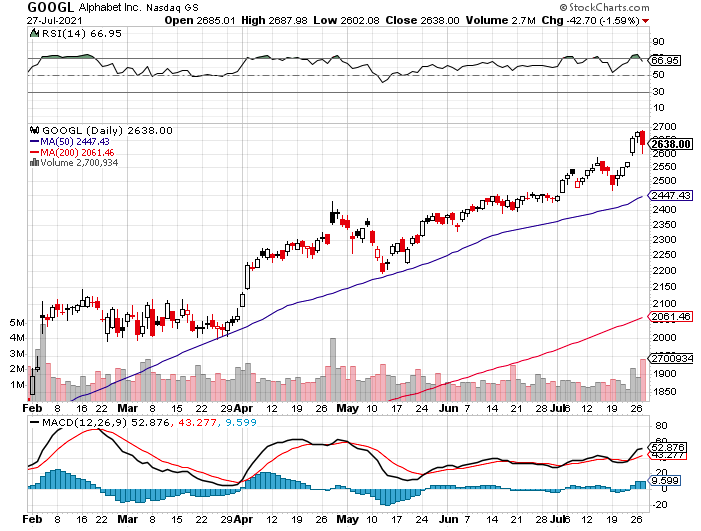 GOOGL Alphabet Inc. Nasdaq GS © StockCharts.com
27-Jul-2021 Open 2685.01 High 2687.98 Low 2602.08 Close 2638.00 Volume 2.7M Chg -42.70 (-1.59%)
RSI(14) 66.95
90
70
66.95
50
30
10
GOOGL (Daily) 2638.00
MA(50) 2447.43
MA(200) 2061.46
Volume 2,700,934
2700
2638.00
2600
2550
2500
2447.43
2400
2350
2300
2250
2200
2150
2100
2061.46
2000
2700934
1900
1850
5M
4M
3M
2M
1M
Feb 8 16 22 Mar 8 15 22 29 Apr 12 19 26 May 10 17 24 Jun 7 14 21 28 Jul 6 12 19 26
MACD(12,26,9) 52.876, 43.277, 9.599
80
60
52.876
43.277
20
9.599
0
-20
Feb 8 16 22 Mar 8 15 22 29 Apr 12 19 26 May 10 17 24 Jun 7 14 21 28 Jul 6 12 19 26